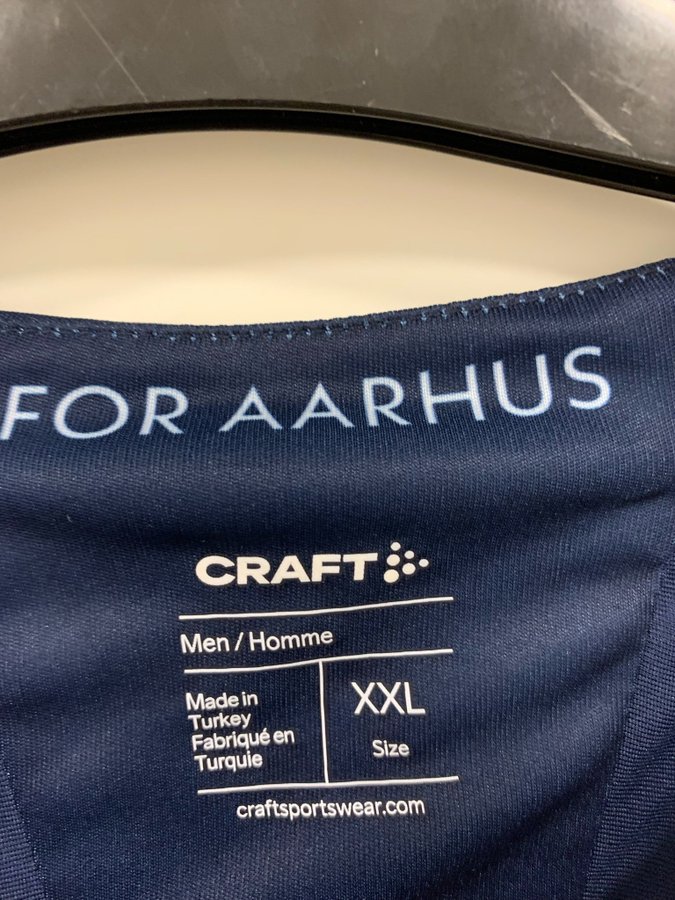 FOR AARHUS
CRAFT
Men / Homme
Made in
Turkey
Fabriqué en
Turquie
XXL
Size
craftsportswear.com